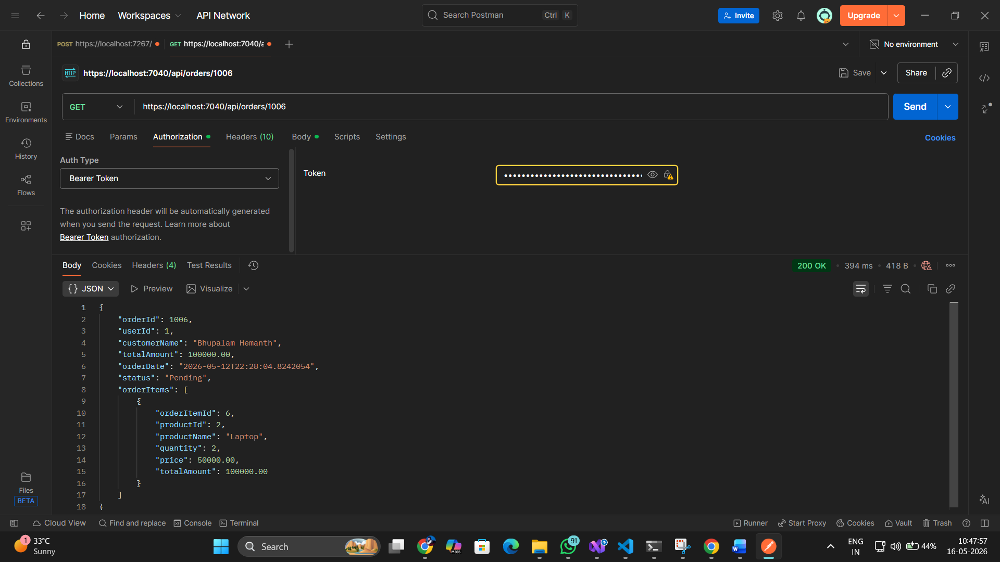 Home
Workspaces
API Network
Search Postman
Ctrl
K
Invite
Upgrade
POST https://localhost:7267/
GET https://localhost:7040/a
No environment
HTTP
https://localhost:7040/api/orders/1006
Save
Share
Collections
Environments
History
Flows
Files
BETA
GET
https://localhost:7040/api/orders/1006
Send
Docs
Params
Authorization
Headers (10)
Body
Scripts
Settings
Cookies
Auth Type
Bearer Token
The authorization header will be automatically generated
when you send the request. Learn more about
Bearer Token authorization.
Token
Body
Cookies
Headers (4)
Test Results
200 OK
394 ms
418 B
{ } JSON
Preview
Visualize
1 {
2 "orderId": 1006,
3 "userId": 1,
4 "customerName": "Bhupalam Hemanth",
5 "totalAmount": 100000.00,
6 "orderDate": "2026-05-12T22:28:04.8242054",
7 "status": "Pending",
8 "orderItems": [
9 {
10 "orderItemId": 6,
11 "productId": 2,
12 "productName": "Laptop",
13 "quantity": 2,
14 "price": 50000.00,
15 "totalAmount": 100000.00
16 }
17 ]
18 }
Cloud View
Find and replace
Console
Terminal
Runner
Start Proxy
Cookies
Vault
Trash
AI
1
33°C
Sunny
Search
M365
91
ENG
IN
44%
10:47:57
16-05-2026